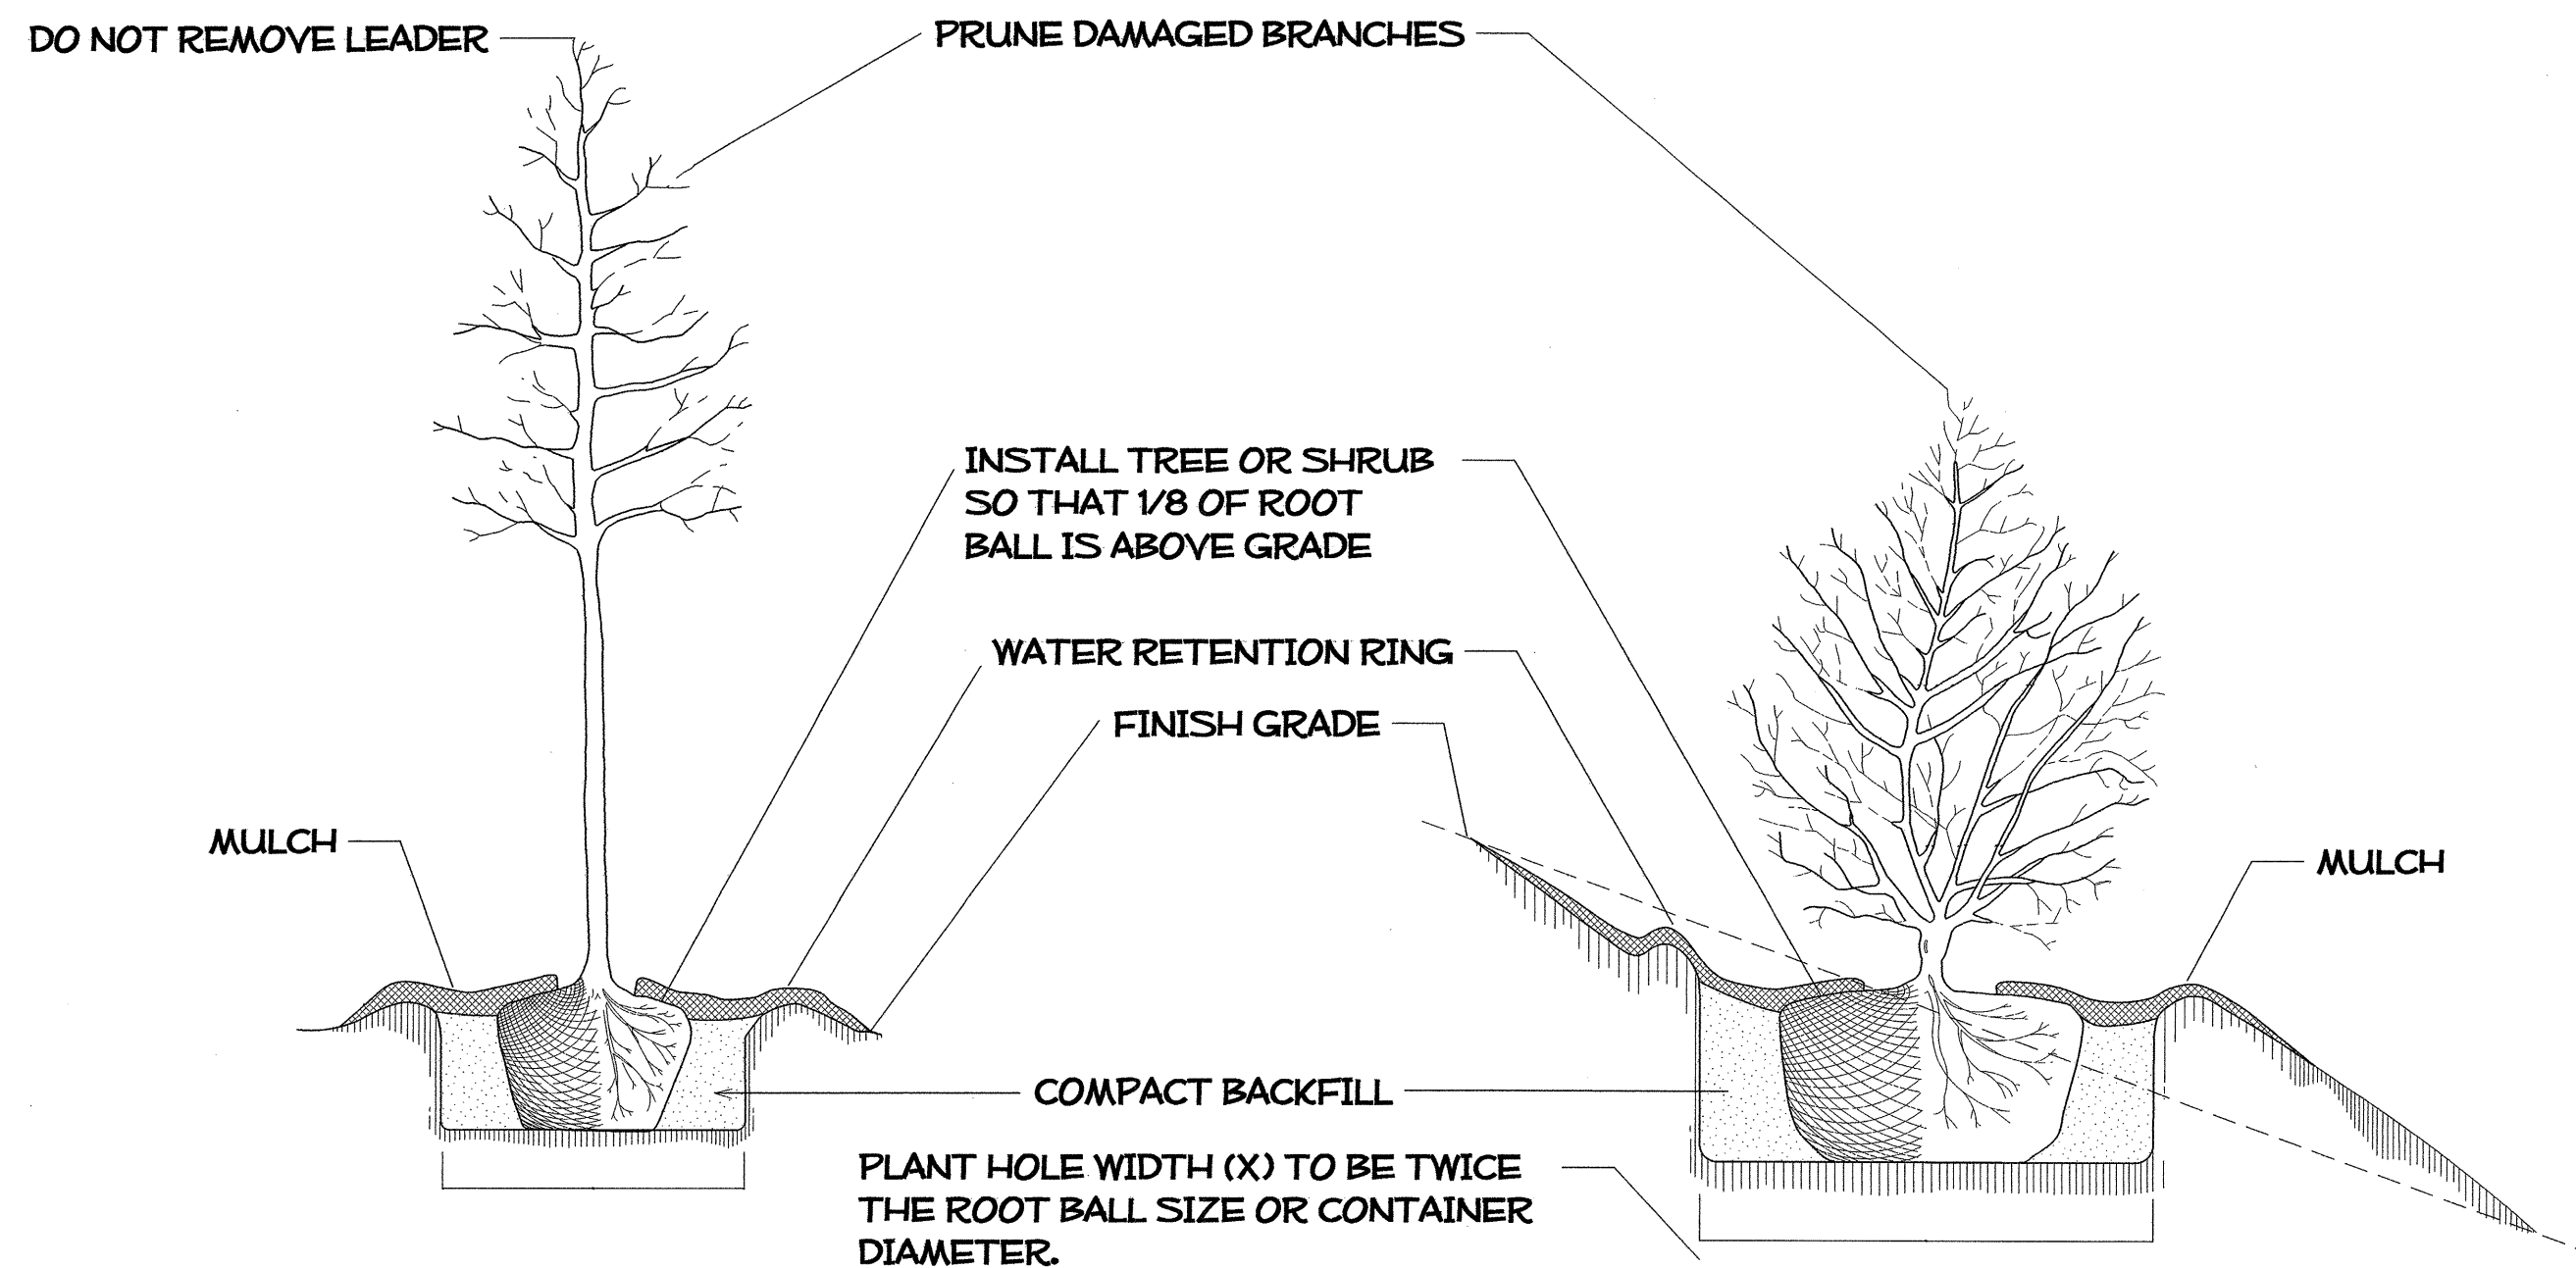 DO NOT REMOVE LEADER
PRUNE DAMAGED BRANCHES
INSTALL TREE OR SHRUB
SO THAT 1/8 OF ROOT
BALL IS ABOVE GRADE
WATER RETENTION RING
FINISH GRADE
MULCH
MULCH
COMPACT BACKFILL
PLANT HOLE WIDTH (X) TO BE TWICE
THE ROOT BALL SIZE OR CONTAINER
DIAMETER.